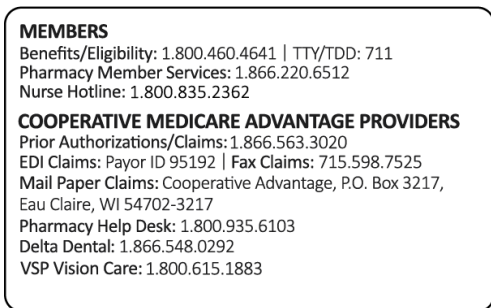 MEMBERS
Benefits/Eligibility: 1.800.460.4641 | TTY/TDD: 711
Pharmacy Member Services: 1.866.220.6512
Nurse Hotline: 1.800.835.2362
COOPERATIVE MEDICARE ADVANTAGE PROVIDERS
Prior Authorizations/Claims: 1.866.563.3020
EDI Claims: Payor ID 95192 | Fax Claims: 715.598.7525
Mail Paper Claims: Cooperative Advantage, P.O. Box 3217,
Eau Claire, WI 54702-3217
Pharmacy Help Desk: 1.800.935.6103
Delta Dental: 1.866.548.0292
VSP Vision Care: 1.800.615.1883